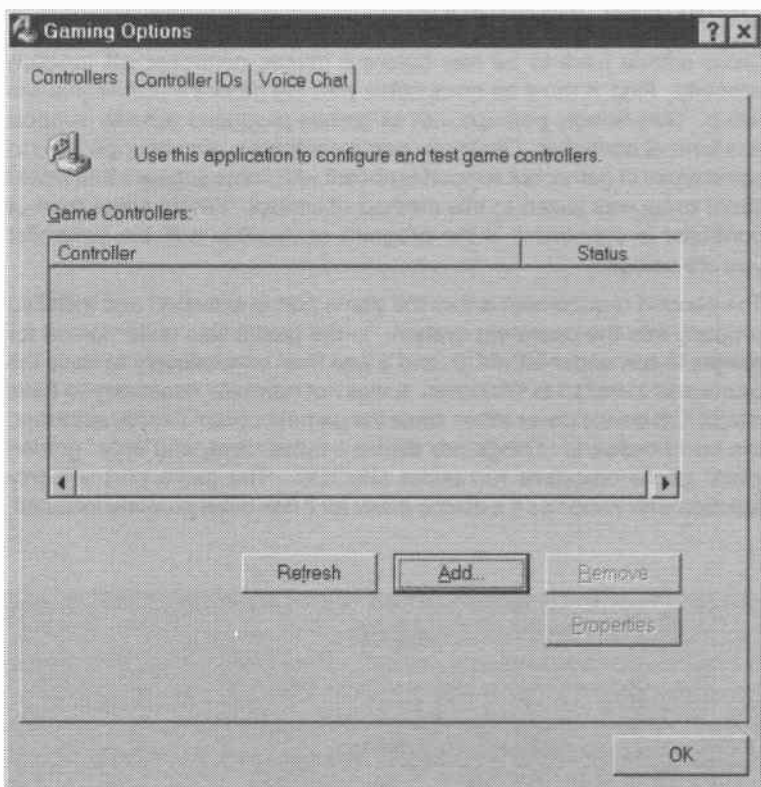 Gaming Options
Controllers Controller IDs Voice Chat
Use this application to configure and test game controllers.
Game Controllers:
Controller Status
Refresh Add... Remove
Properties
OK